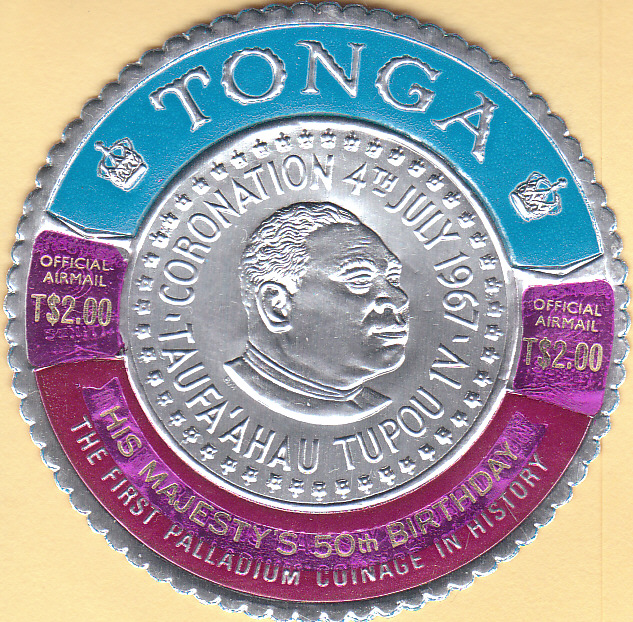 TONGA
CORONATION 4TH JULY 1967
TAUFA'AHAU TUPOU IV
OFFICIAL
AIRMAIL
T$2.00
OFFICIAL
AIRMAIL
T$2.00
HIS MAJESTY'S 50th BIRTHDAY
THE FIRST PALLADIUM COINAGE IN HISTORY